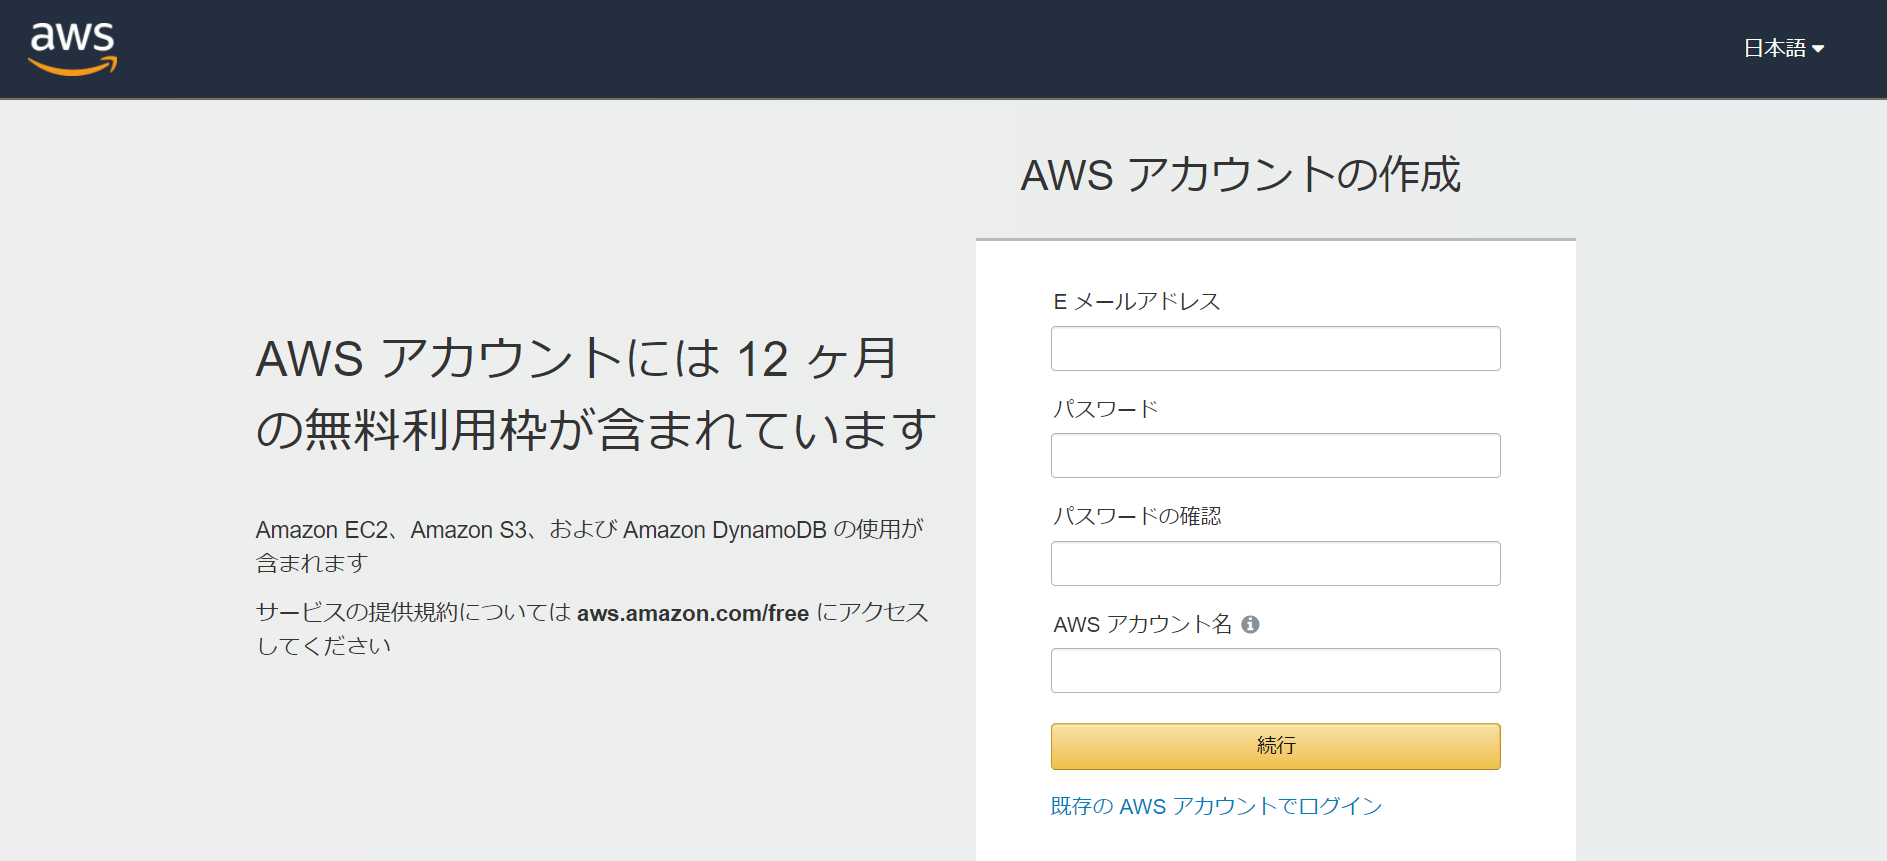 aws
日本語
AWS アカウントの作成
AWS アカウントには 12 ヶ月
の無料利用枠が含まれています
Amazon EC2、Amazon S3、および Amazon DynamoDB の使用が
含まれます
サービスの提供規約については aws.amazon.com/free にアクセス
してください
E メールアドレス
パスワード
パスワードの確認
AWS アカウント名
続行
既存の AWS アカウントでログイン